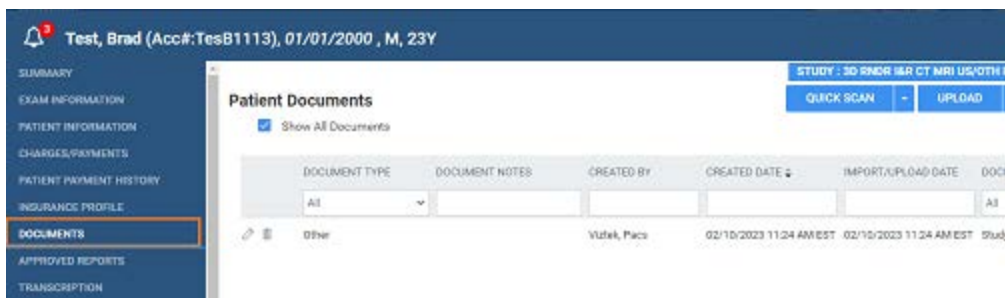 3
Test, Brad (Acc#:TesB1113), 01/01/2000 , M, 23Y
SUMMARY
EXAM INFORMATION
PATIENT INFORMATION
CHARGES/PAYMENTS
PATIENT PAYMENT HISTORY
INSURANCE PROFILE
DOCUMENTS
APPROVED REPORTS
TRANSCRIPTION
STUDY : 3D RNDR I&R CT MRI US/OTH
Patient Documents
QUICK SCAN
UPLOAD
Show All Documents
DOCUMENT TYPE DOCUMENT NOTES CREATED BY CREATED DATE IMPORT/UPLOAD DATE DOCU
All All
Other Viztek, Pacs 02/10/2023 11:24 AM EST 02/10/2023 11:24 AM EST Study